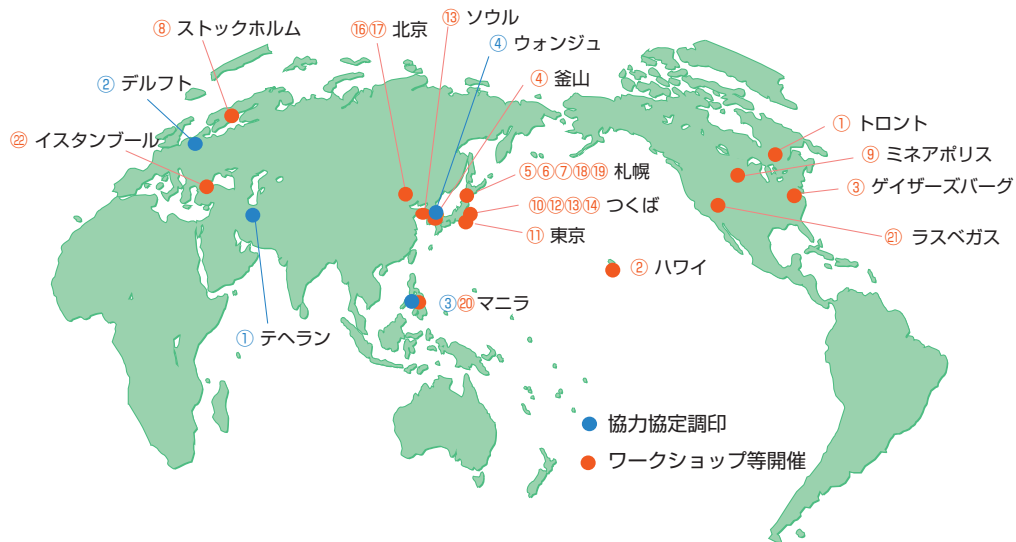 ⑧ ストックホルム
⑯⑰ 北京
⑬ ソウル
④ ウォンジュ
④ 釜山
② デルフト
㉒ イスタンブール
① トロント
⑨ ミネアポリス
③ ゲイザーズバーグ
⑤⑥⑦⑱⑲ 札幌
⑩⑫⑬⑭ つくば
⑪ 東京
㉑ ラスベガス
② ハワイ
③⑳ マニラ
① テヘラン
協力協定調印
ワークショップ等開催